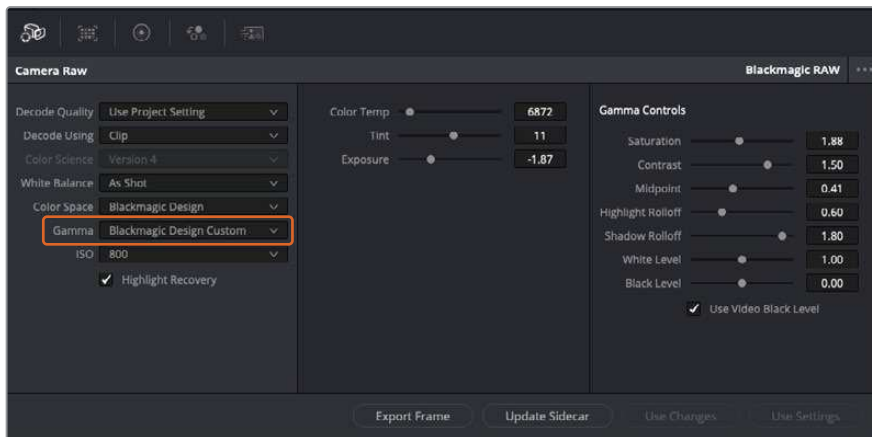 Camera Raw
Blackmagic RAW
Decode Quality Use Project Setting
Decode Using Clip
Color Science Version 4
White Balance As Shot
Color Space Blackmagic Design
Gamma Blackmagic Design Custom
ISO 800
Highlight Recovery
Color Temp 6872
Tint 11
Exposure -1.87
Gamma Controls
Saturation 1.88
Contrast 1.50
Midpoint 0.41
Highlight Rolloff 0.60
Shadow Rolloff 1.80
White Level 1.00
Black Level 0.00
Use Video Black Level
Export Frame
Update Sidecar
Use Changes
Use Settings